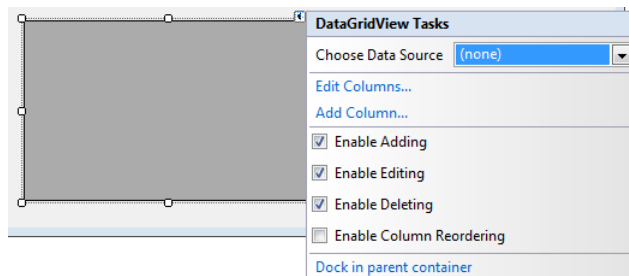 DataGridView Tasks
Choose Data Source (none)
Edit Columns...
Add Column...
Enable Adding
Enable Editing
Enable Deleting
Enable Column Reordering
Dock in parent container